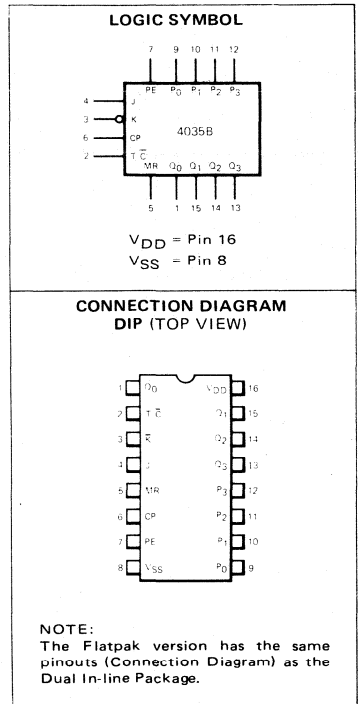 LOGIC SYMBOL
7 9 10 11 12
PE P0 P1 P2 P3
4 J
3 K
6 CP
2 T C̅
4035B
MR Q0 Q1 Q2 Q3
5 1 15 14 13
VDD = Pin 16
VSS = Pin 8
CONNECTION DIAGRAM
DIP (TOP VIEW)
1 Q0 VDD 16
2 T C̅ Q1 15
3 K̅ Q2 14
4 J Q3 13
5 MR P3 12
6 CP P2 11
7 PE P1 10
8 VSS P0 9
NOTE:
The Flatpak version has the same
pinouts (Connection Diagram) as the
Dual In-line Package.